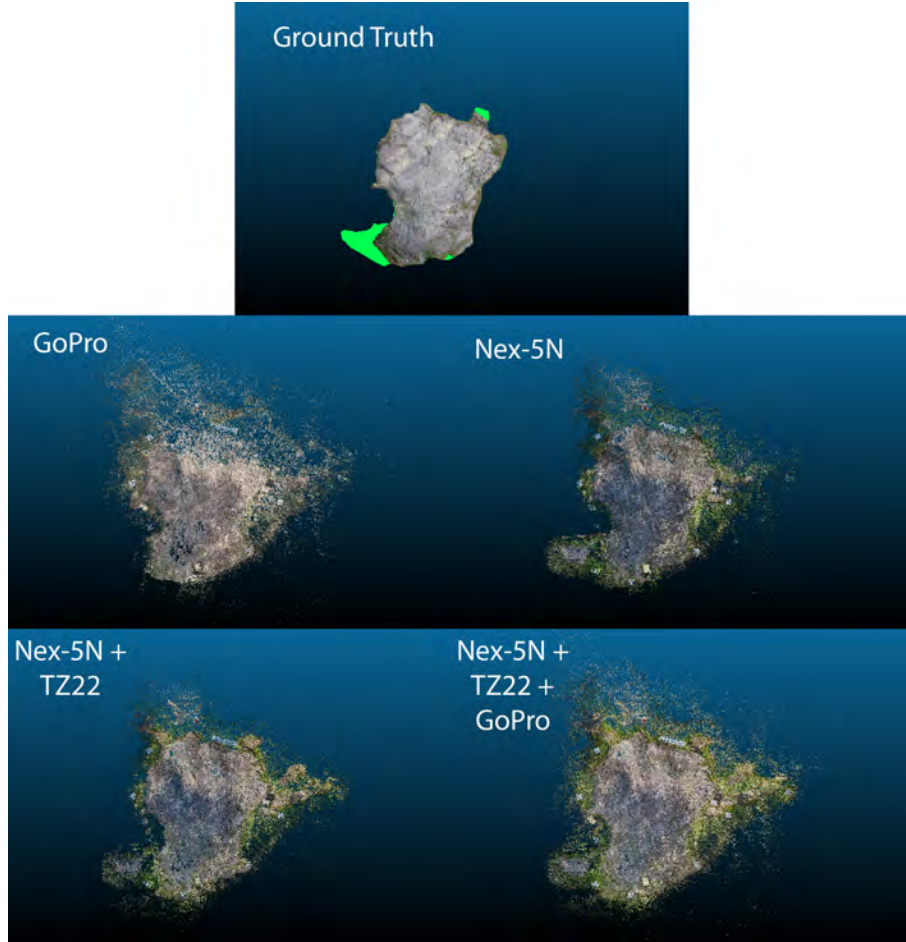 Ground Truth
GoPro
Nex-5N
Nex-5N +
TZ22
Nex-5N +
TZ22 +
GoPro